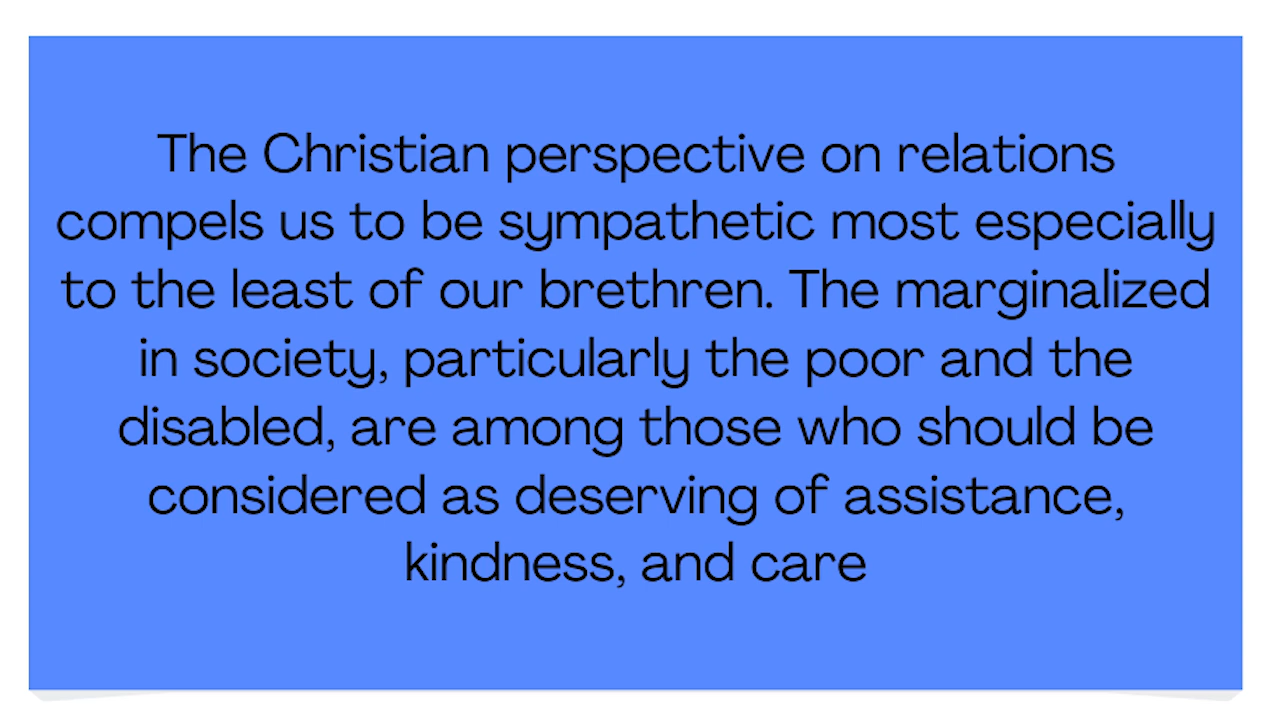 The Christian perspective on relations
compels us to be sympathetic most especially
to the least of our brethren. The marginalized
in society, particularly the poor and the
disabled, are among those who should be
considered as deserving of assistance,
kindness, and care